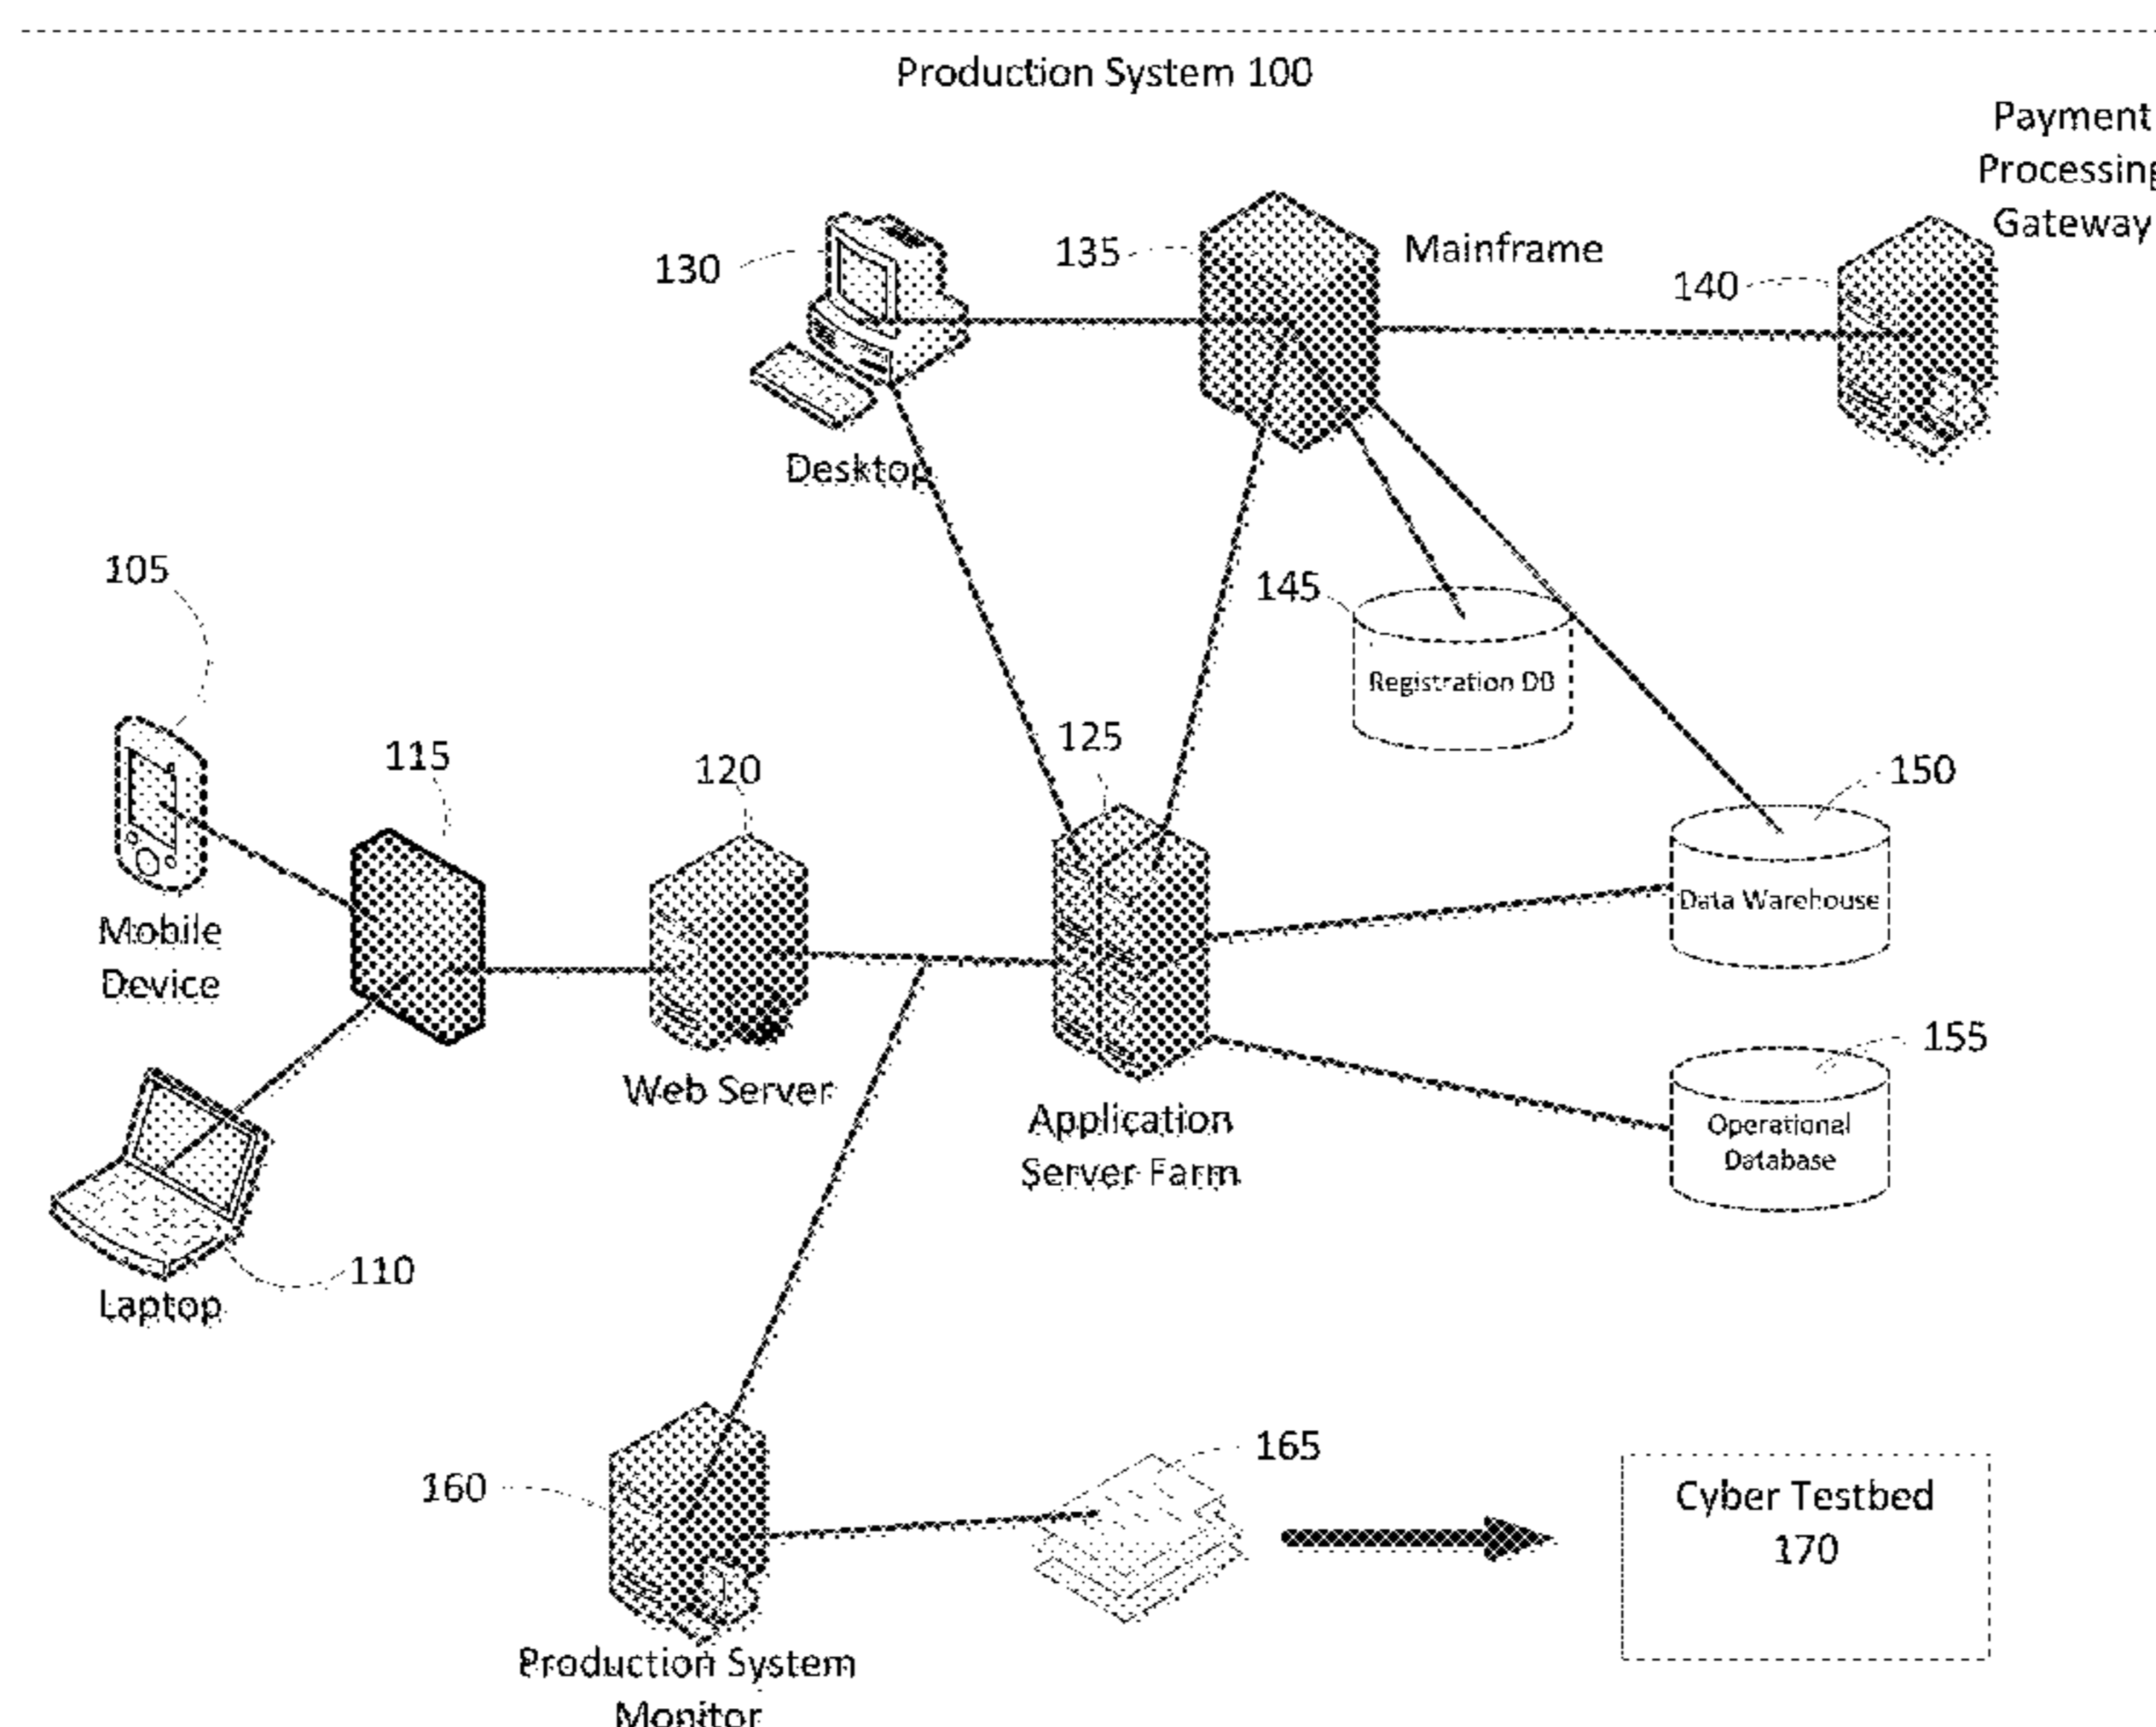 Production System 100
Payment
Processing
Gateway
130
135
Mainframe
140
Desktop
105
145
Registration DB
115
120
125
150
Data Warehouse
Mobile
Device
Web Server
Application
Server Farm
155
Operational
Database
110
Laptop
160
165
Cyber Testbed
170
Production System
Monitor